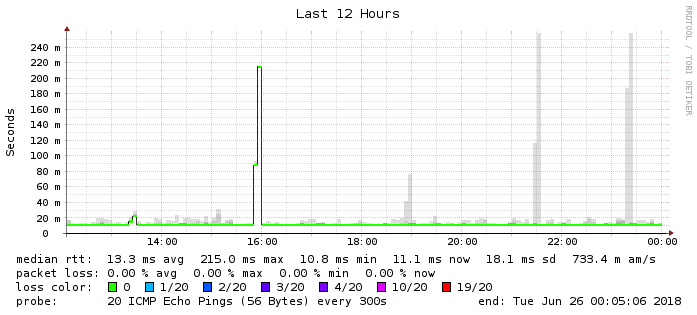 Last 12 Hours
RRDTOOL / TOBI OETIKER
Seconds
240 m
220 m
200 m
180 m
160 m
140 m
120 m
100 m
80 m
60 m
40 m
20 m
0
14:00 16:00 18:00 20:00 22:00 00:00
median rtt: 13.3 ms avg 215.0 ms max 10.8 ms min 11.1 ms now 18.1 ms sd 733.4 m am/s
packet loss: 0.00 % avg 0.00 % max 0.00 % min 0.00 % now
loss color: 0 1/20 2/20 3/20 4/20 10/20 19/20
probe: 20 ICMP Echo Pings (56 Bytes) every 300s end: Tue Jun 26 00:05:06 2018